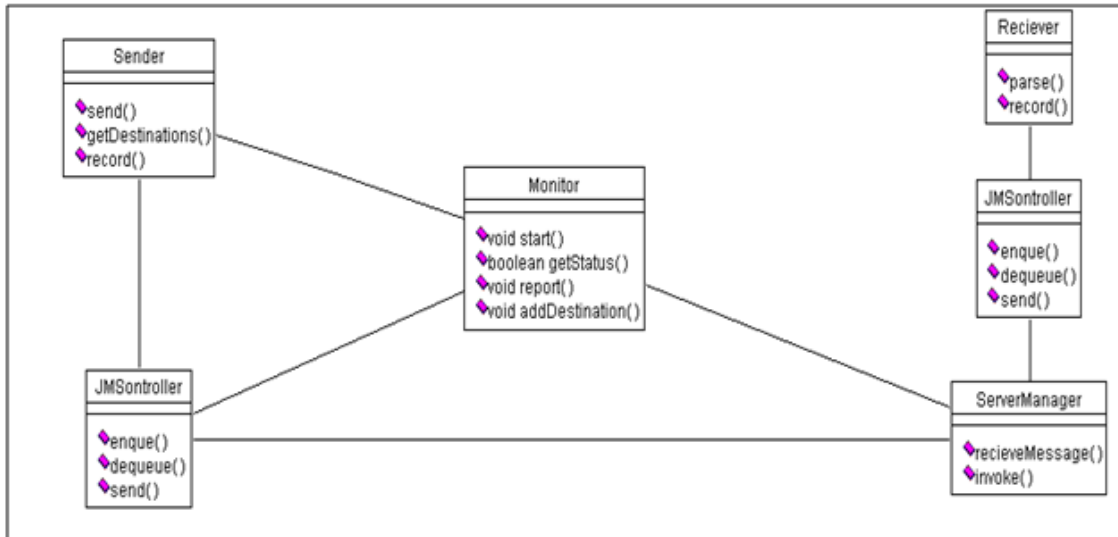 Sender
send()
getDestinations()
record()
Reciever
parse()
record()
Monitor
void start()
boolean getStatus()
void report()
void addDestination()
JMSontroller
enque()
dequeue()
send()
JMSontroller
enque()
dequeue()
send()
ServerManager
recieveMessage()
invoke()